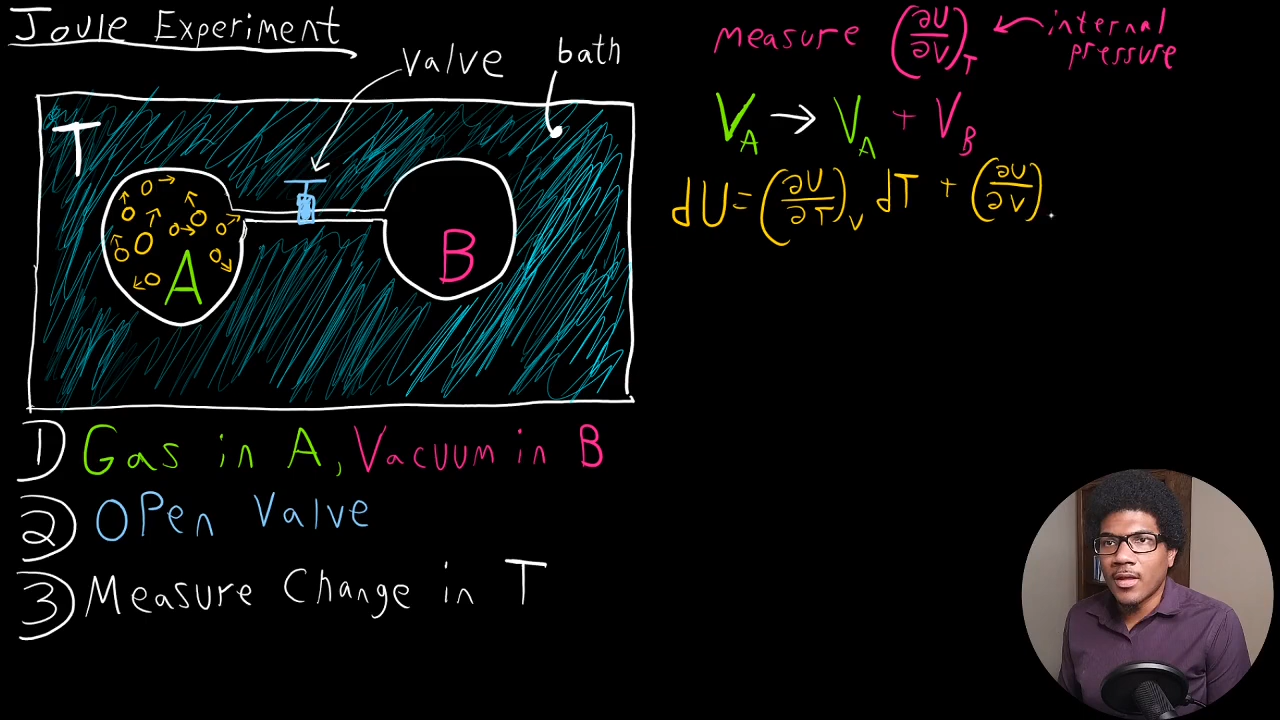 Joule Experiment
valve
bath
T
A
B
1) Gas in A, Vacuum in B
2) Open Valve
3) Measure Change in T
measure (∂U/∂V)_T ← internal pressure
V_A → V_A + V_B
dU = (∂U/∂T)_V dT + (∂U/∂V)